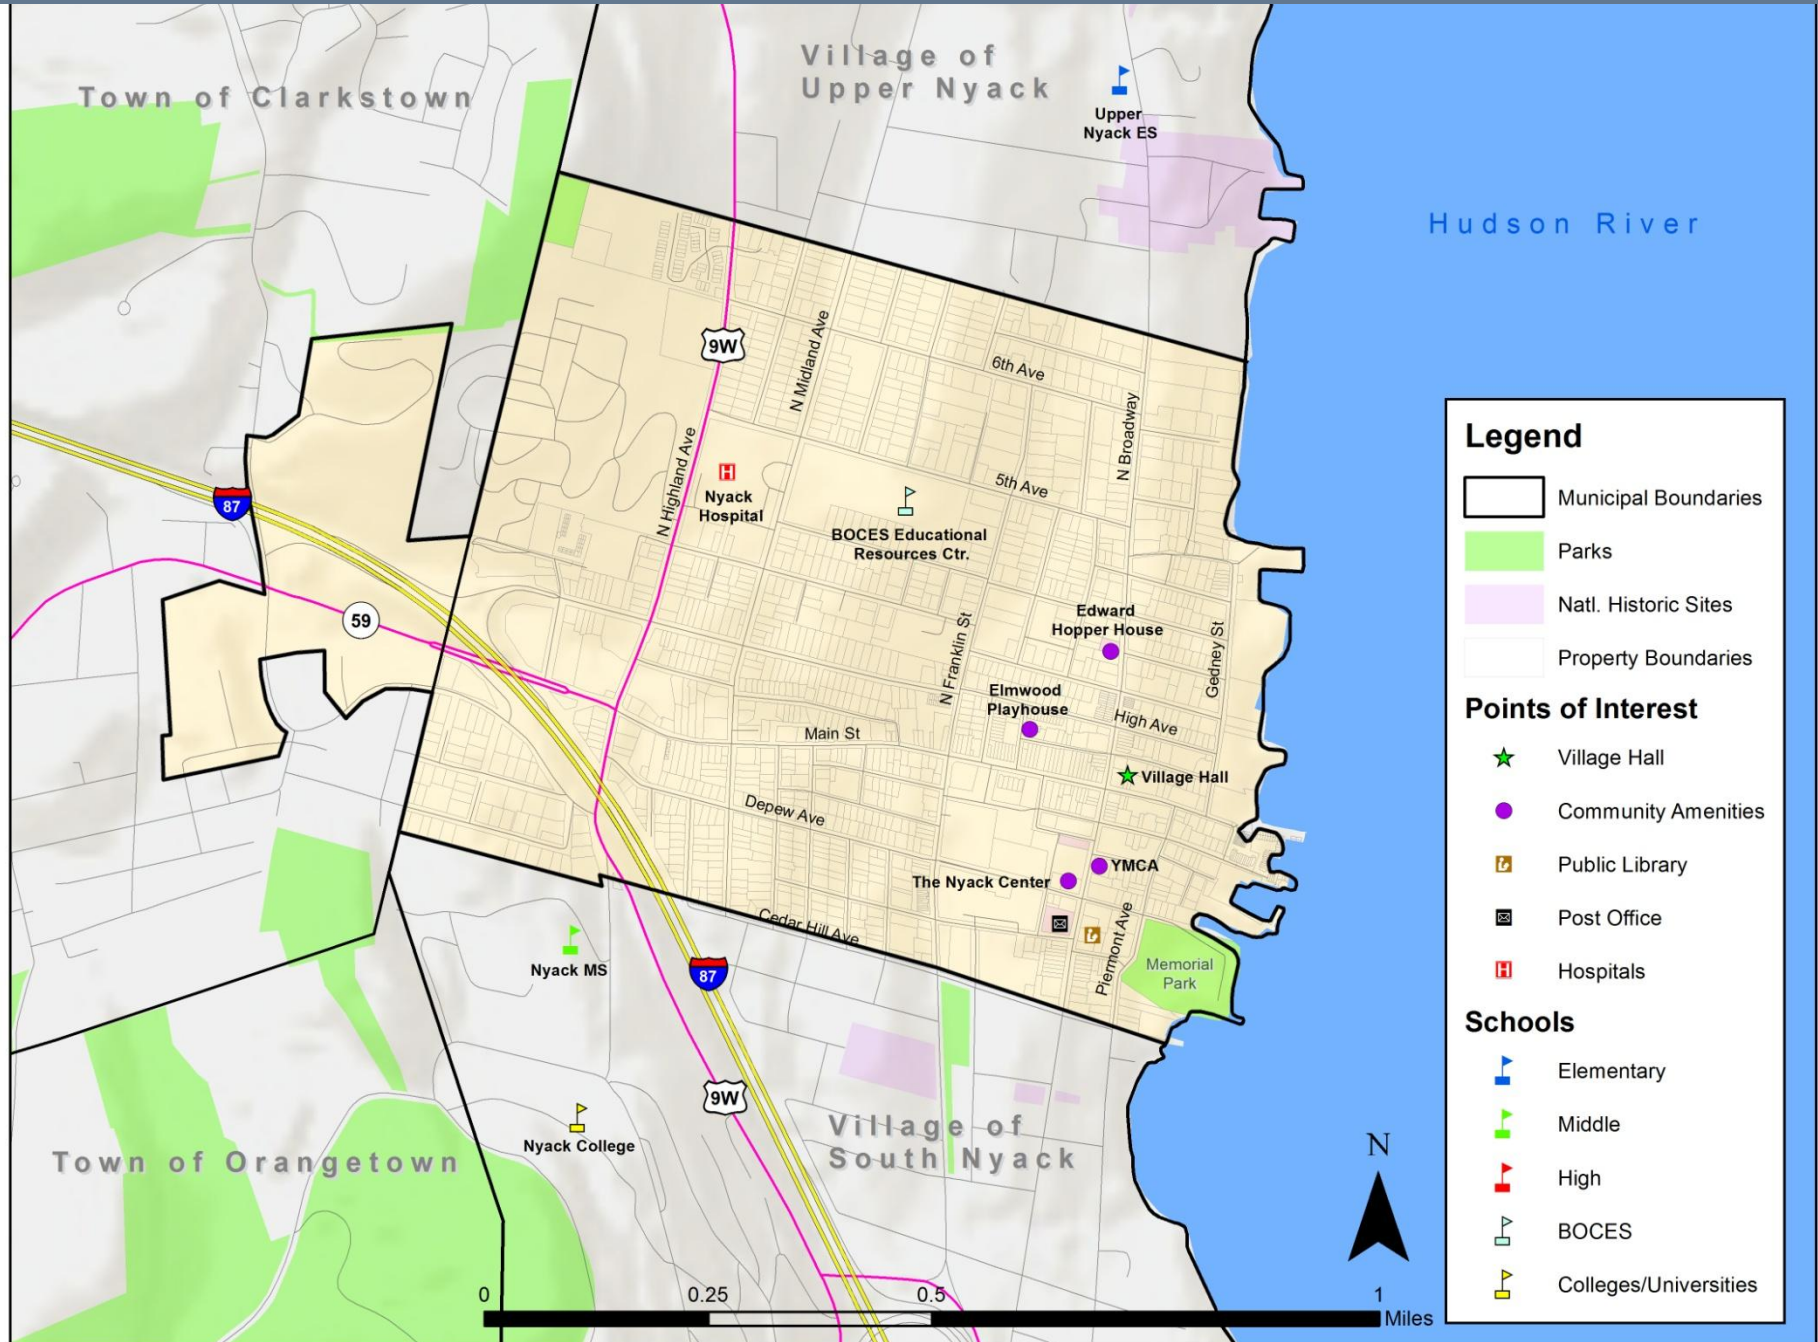 Village of
Upper Nyack
Town of Clarkstown
Upper
Nyack ES
Hudson River
9W
N Midland Ave
6th Ave
N Broadway
N Highland Ave
Nyack
Hospital
5th Ave
87
BOCES Educational
Resources Ctr.
59
Edward
Hopper House
Gedney St
N Franklin St
Elmwood
Playhouse
High Ave
Main St
Village Hall
Depew Ave
YMCA
The Nyack Center
Cedar Hill Ave
Piermont Ave
Memorial
Park
Nyack MS
87
9W
Nyack College
Village of
South Nyack
Town of Orangetown
N
0
0.25
0.5
1
Miles
Legend
Municipal Boundaries
Parks
Natl. Historic Sites
Property Boundaries
Points of Interest
Village Hall
Community Amenities
Public Library
Post Office
H
Hospitals
Schools
Elementary
Middle
High
BOCES
Colleges/Universities